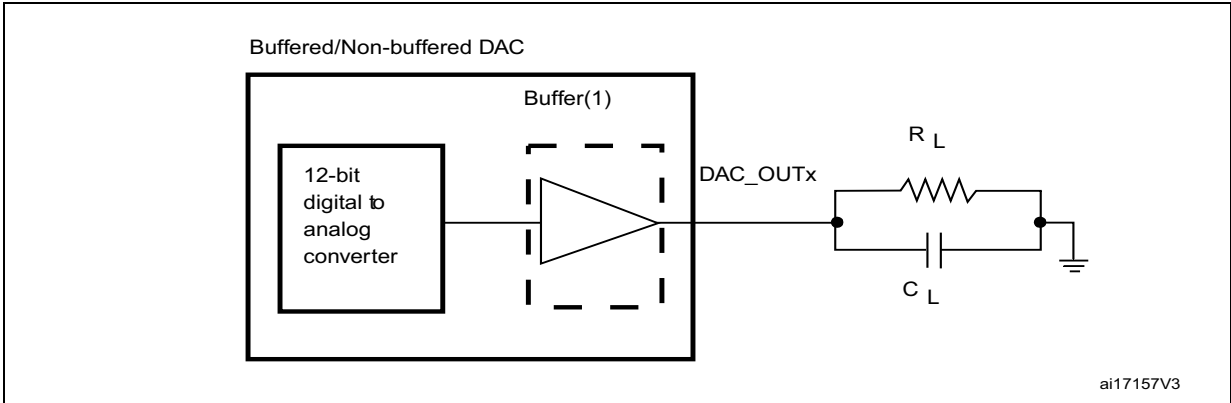 Buffered/Non-buffered DAC
Buffer(1)
12-bit
digital to
analog
converter
DAC_OUTx
R L
C L
ai17157V3